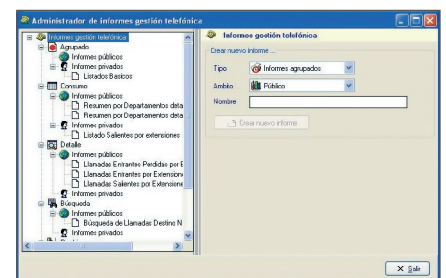 Administrador de informes gestión telefónica
Informes gestión telefónica
Agrupado
Informes públicos
Informes privados
Listados Basicos
Consumo
Informes públicos
Resumen por Departamentos deta
Resumen por Departamentos deta
Informes privados
Listado Salientes por extensiones
Detalle
Informes públicos
Llamadas Entrantes Perdidas por E
Llamadas Entrantes por Extensione
Llamadas Salientes por Extensione
Informes privados
Búsqueda
Informes públicos
Búsqueda de Llamadas Destino N
Informes privados
Informes gestión telefónica
Crear nuevo informe ...
Tipo Informes agrupados
Ambito Público
Nombre
Crear nuevo informe
Salir